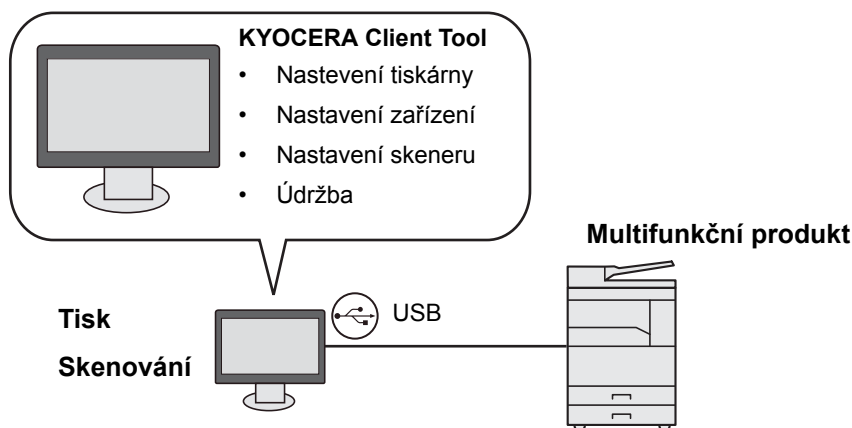 KYOCERA Client Tool
• Nastevení tiskárny
• Nastavení zařízení
• Nastavení skeneru
• Údržba
Multifunkční produkt
Tisk
USB
Skenování